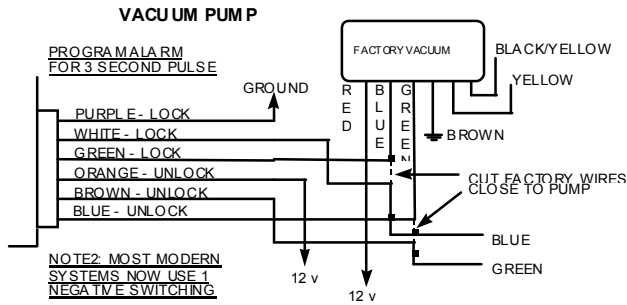 VACUUM PUMP
PROGRAM ALARM
FOR 3 SECOND PULSE
FACTORY VACUUM
BLACK/YELLOW
YELLOW
GROUND
RED
BLUE
GREEN
BROWN
PURPLE - LOCK
WHITE - LOCK
GREEN - LOCK
ORANGE - UNLOCK
BROWN - UNLOCK
BLUE - UNLOCK
CUT FACTORY WIRES
CLOSE TO PUMP
BLUE
GREEN
NOTE2: MOST MODERN
SYSTEMS NOW USE 1
NEGATIVE SWITCHING
12 v
12 v